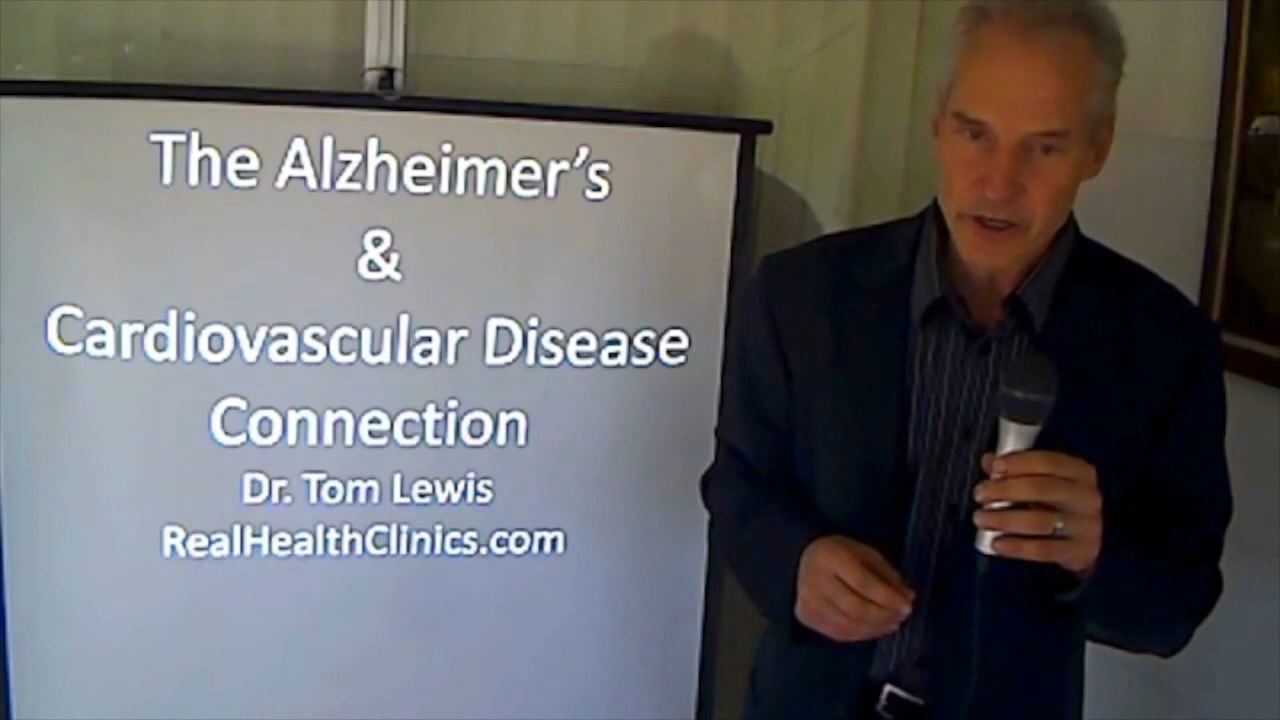 The Alzheimer’s
&
Cardiovascular Disease
Connection
Dr. Tom Lewis
RealHealthClinics.com